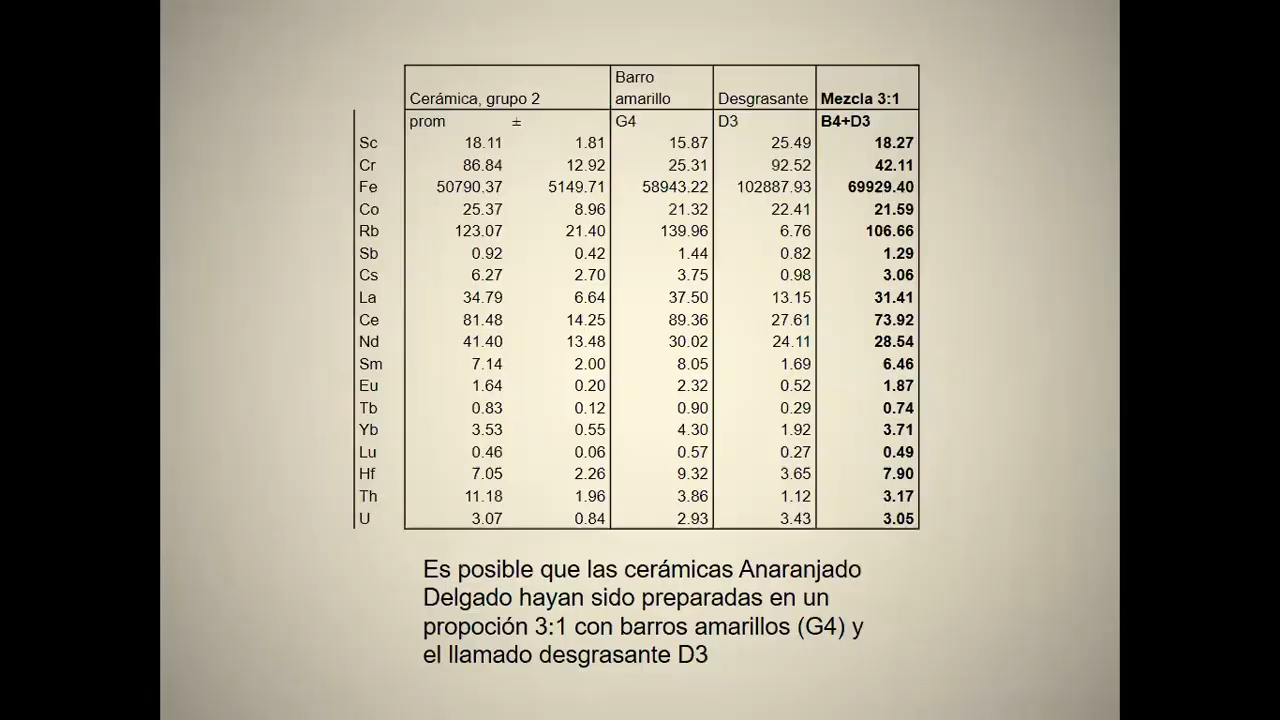 Cerámica, grupo 2 Barro amarillo Desgrasante Mezcla 3:1
prom ± G4 D3 B4+D3
Sc 18.11 1.81 15.87 25.49 18.27
Cr 86.84 12.92 25.31 92.52 42.11
Fe 50790.37 5149.71 58943.22 102887.93 69929.40
Co 25.37 8.96 21.32 22.41 21.59
Rb 123.07 21.40 139.96 6.76 106.66
Sb 0.92 0.42 1.44 0.82 1.29
Cs 6.27 2.70 3.75 0.98 3.06
La 34.79 6.64 37.50 13.15 31.41
Ce 81.48 14.25 89.36 27.61 73.92
Nd 41.40 13.48 30.02 24.11 28.54
Sm 7.14 2.00 8.05 1.69 6.46
Eu 1.64 0.20 2.32 0.52 1.87
Tb 0.83 0.12 0.90 0.29 0.74
Yb 3.53 0.55 4.30 1.92 3.71
Lu 0.46 0.06 0.57 0.27 0.49
Hf 7.05 2.26 9.32 3.65 7.90
Th 11.18 1.96 3.86 1.12 3.17
U 3.07 0.84 2.93 3.43 3.05
Es posible que las cerámicas Anaranjado
Delgado hayan sido preparadas en un
propoción 3:1 con barros amarillos (G4) y
el llamado desgrasante D3